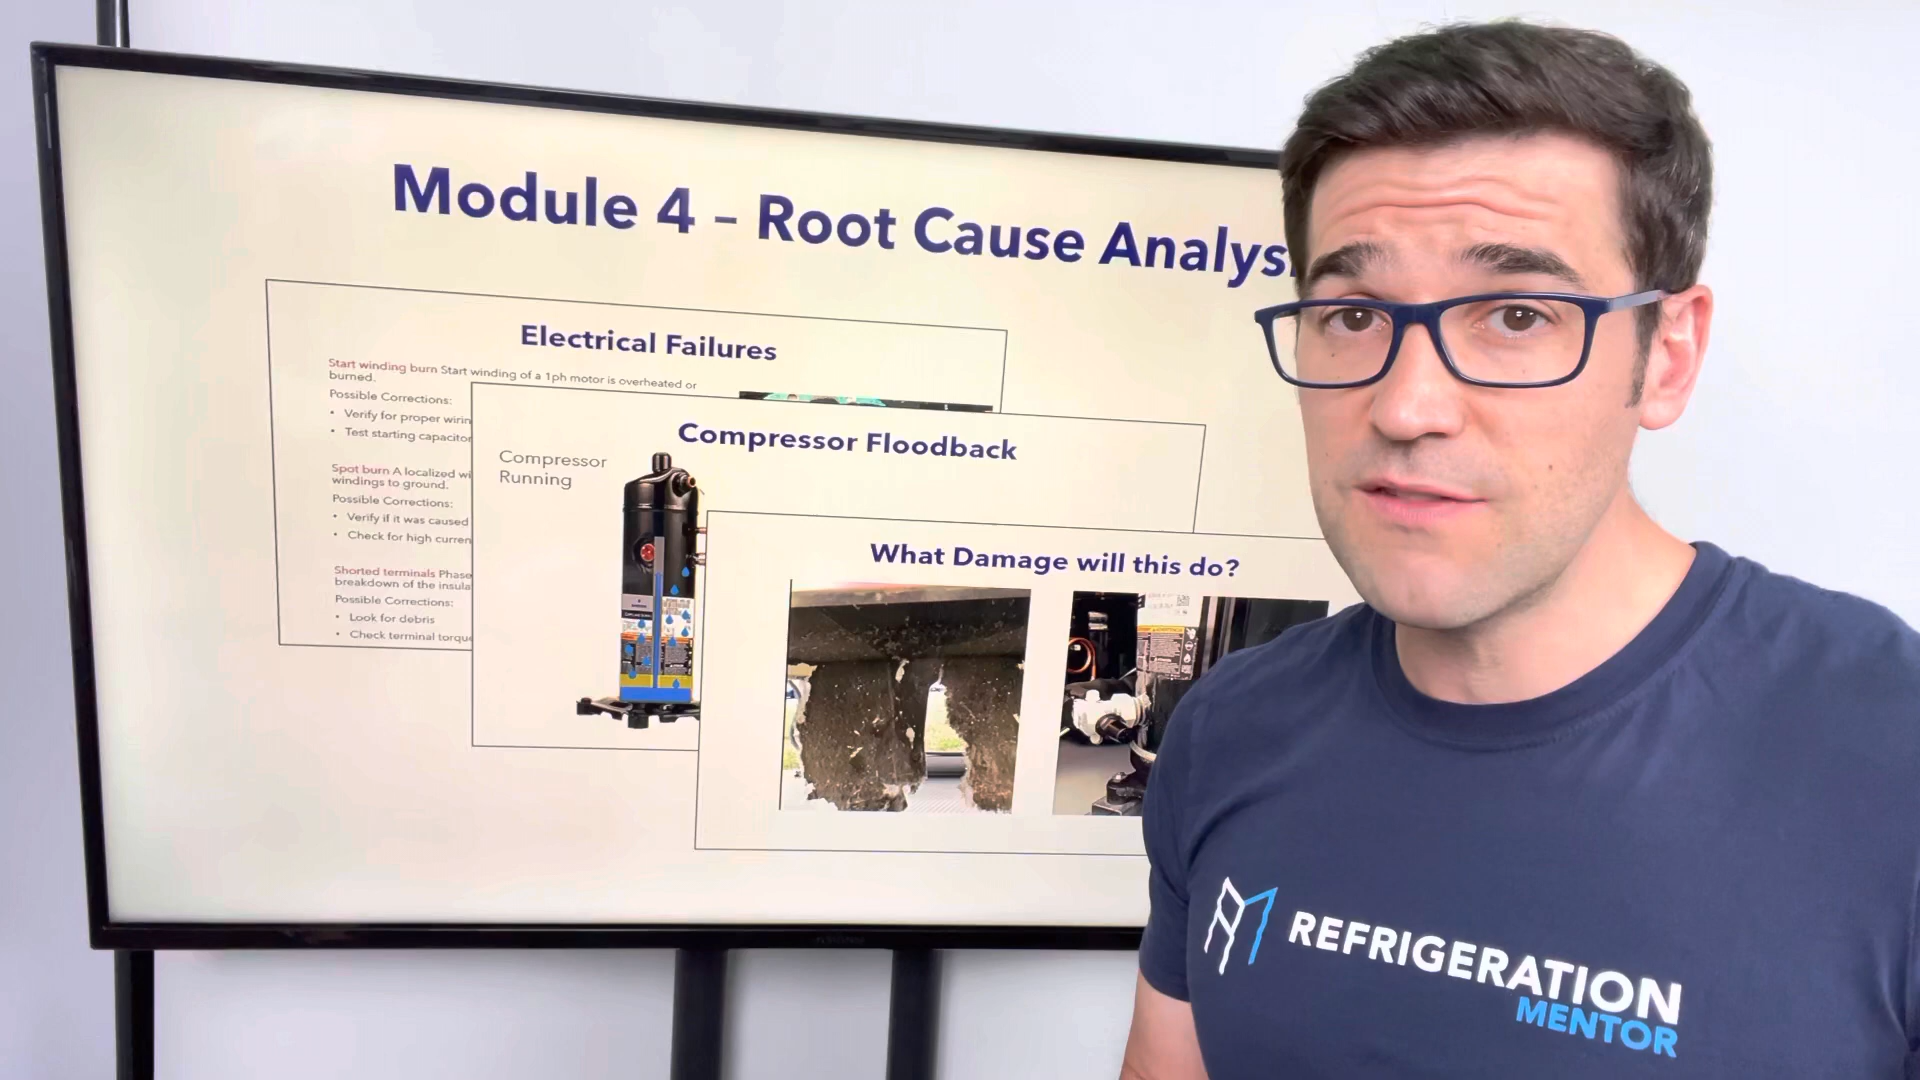 Module 4 – Root Cause Analys
Electrical Failures
Start winding burn Start winding of a 1ph motor is overheated or
burned.
Possible Corrections:
• Verify for proper wirin
• Test starting capacitor
Spot burn A localized wi
windings to ground.
Possible Corrections:
• Verify if it was caused
• Check for high curren
Shorted terminals Phase
breakdown of the insula
Possible Corrections:
• Look for debris
• Check terminal torque
Compressor Floodback
Compressor
Running
What Damage will this do?
REFRIGERATION
MENTOR